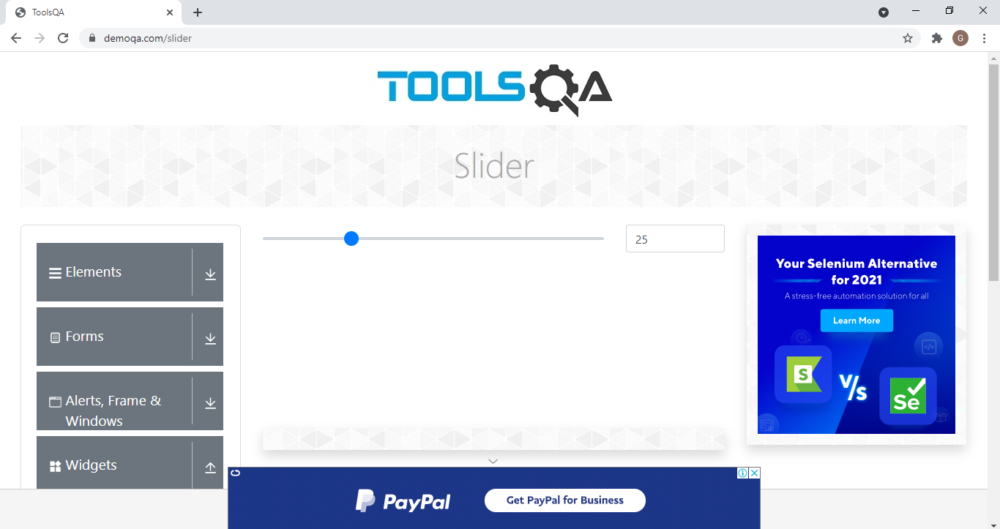 ToolsQA
demoqa.com/slider
G
TOOLSQA
Slider
Elements
Forms
Alerts, Frame &
Windows
Widgets
25
Your Selenium Alternative
for 2021
A stress-free automation solution for all
Learn More
S
V/s
Se
PayPal
Get PayPal for Business